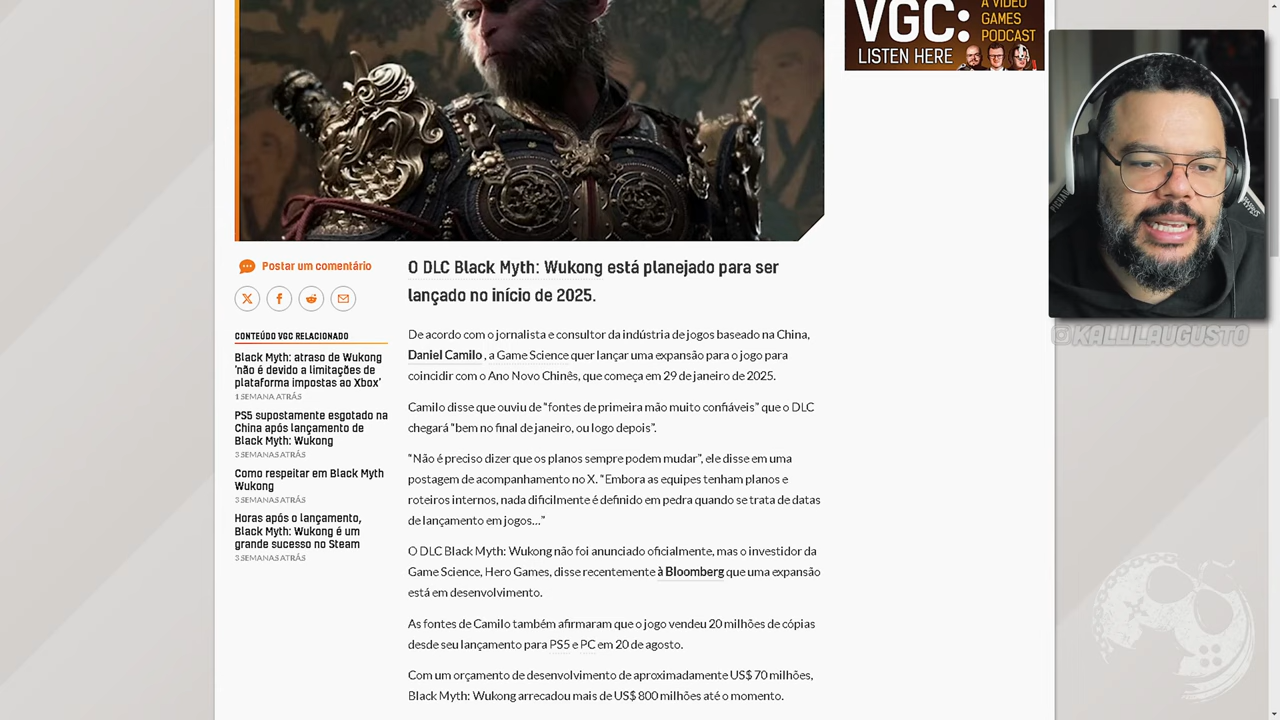 VGC:
A VIDEO
GAMES
PODCAST
LISTEN HERE
@KALLILAUGUSTO
Postar um comentário
CONTEÚDO VGC RELACIONADO
Black Myth: atraso de Wukong
'não é devido a limitações de
plataforma impostas ao Xbox'
1 SEMANA ATRÁS
PS5 supostamente esgotado na
China após lançamento de
Black Myth: Wukong
3 SEMANAS ATRÁS
Como respeitar em Black Myth
Wukong
3 SEMANAS ATRÁS
Horas após o lançamento,
Black Myth: Wukong é um
grande sucesso no Steam
3 SEMANAS ATRÁS
O DLC Black Myth: Wukong está planejado para ser
lançado no início de 2025.
De acordo com o jornalista e consultor da indústria de jogos baseado na China,
Daniel Camilo , a Game Science quer lançar uma expansão para o jogo para
coincidir com o Ano Novo Chinês, que começa em 29 de janeiro de 2025.
Camilo disse que ouviu de "fontes de primeira mão muito confiáveis" que o DLC
chegará "bem no final de janeiro, ou logo depois".
"Não é preciso dizer que os planos sempre podem mudar", ele disse em uma
postagem de acompanhamento no X. "Embora as equipes tenham planos e
roteiros internos, nada dificilmente é definido em pedra quando se trata de datas
de lançamento em jogos..."
O DLC Black Myth: Wukong não foi anunciado oficialmente, mas o investidor da
Game Science, Hero Games, disse recentemente à Bloomberg que uma expansão
está em desenvolvimento.
As fontes de Camilo também afirmaram que o jogo vendeu 20 milhões de cópias
desde seu lançamento para PS5 e PC em 20 de agosto.
Com um orçamento de desenvolvimento de aproximadamente US$ 70 milhões,
Black Myth: Wukong arrecadou mais de US$ 800 milhões até o momento.